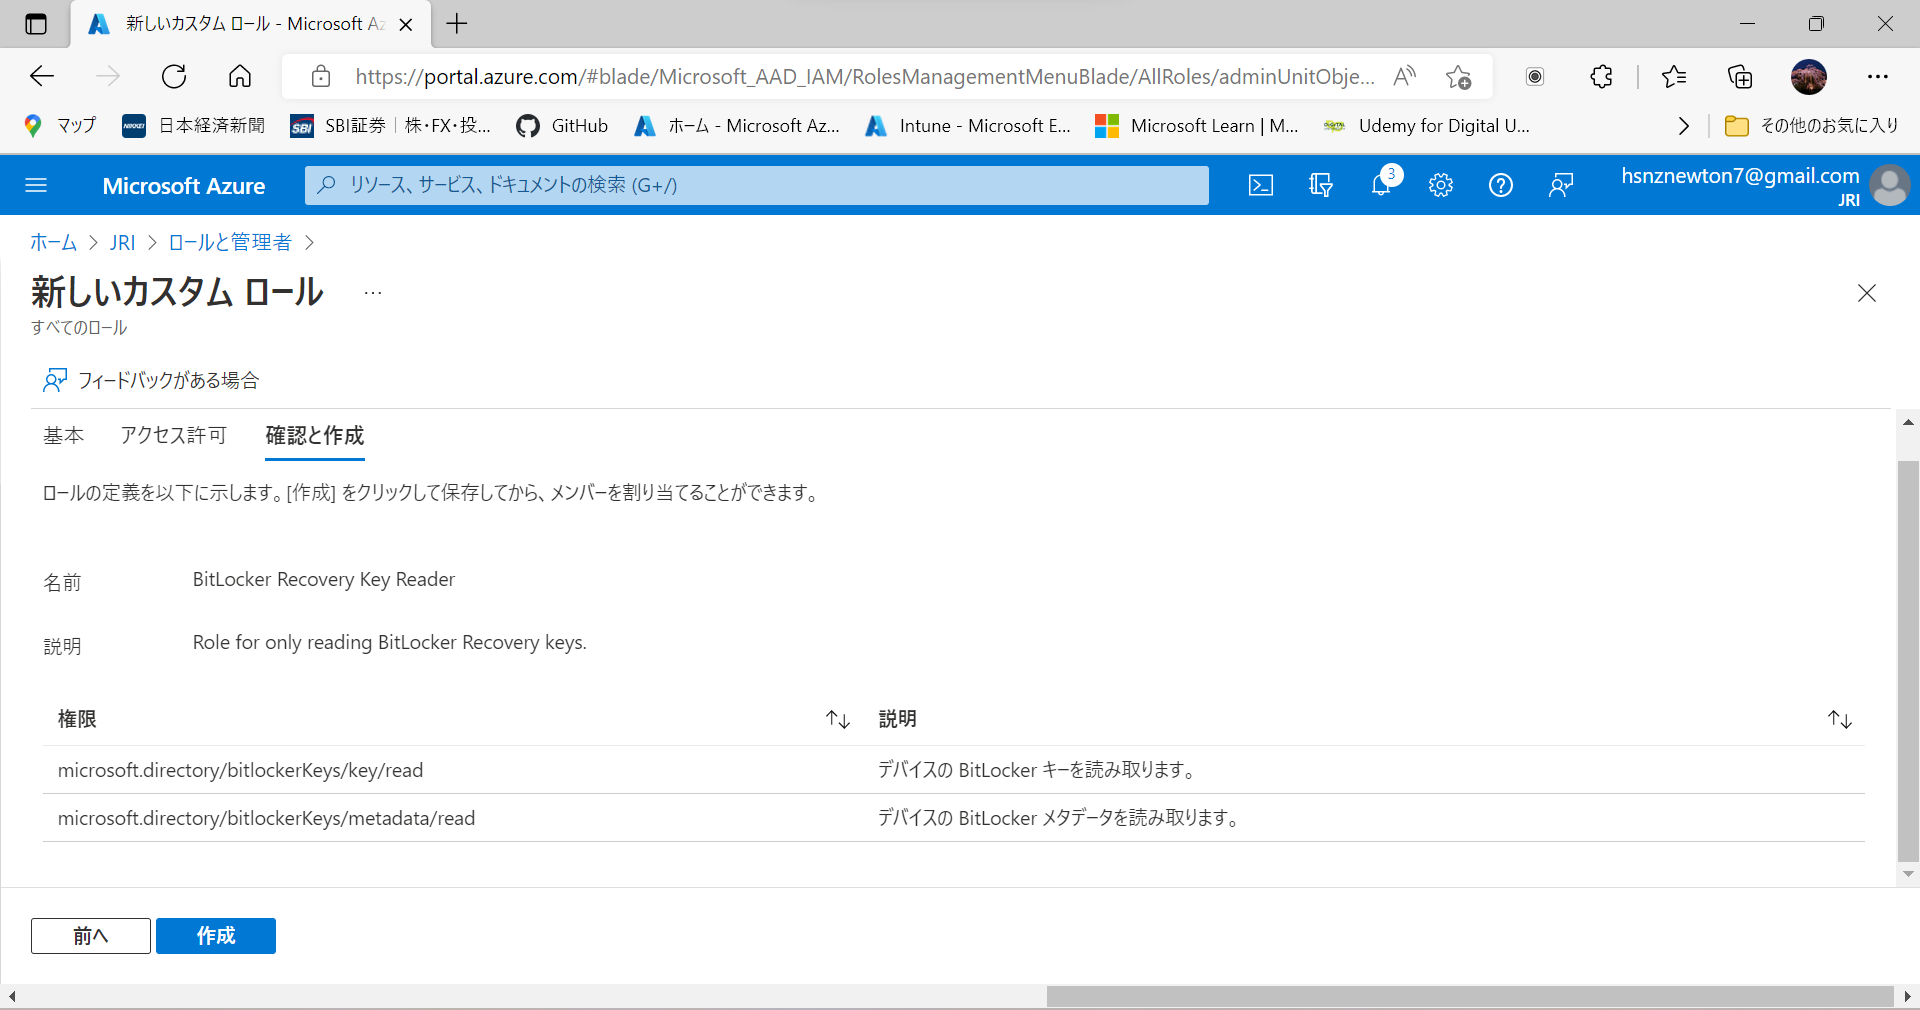 新しいカスタム ロール - Microsoft Az
https://portal.azure.com/#blade/Microsoft_AAD_IAM/RolesManagementMenuBlade/AllRoles/adminUnitObje...
マップ
NIKKEI
日本経済新聞
SBI
SBI証券｜株・FX・投...
GitHub
ホーム - Microsoft Az...
Intune - Microsoft E...
Microsoft Learn | M...
Udemy for Digital U...
その他のお気に入り
Microsoft Azure
リソース、サービス、ドキュメントの検索 (G+/)
3
hsnznewton7@gmail.com
JRI
ホーム > JRI > ロールと管理者 >
新しいカスタム ロール ...
すべてのロール
フィードバックがある場合
基本 アクセス許可 確認と作成
ロールの定義を以下に示します。[作成] をクリックして保存してから、メンバーを割り当てることができます。
名前 BitLocker Recovery Key Reader
説明 Role for only reading BitLocker Recovery keys.
権限 説明
microsoft.directory/bitlockerKeys/key/read デバイスの BitLocker キーを読み取ります。
microsoft.directory/bitlockerKeys/metadata/read デバイスの BitLocker メタデータを読み取ります。
前へ 作成